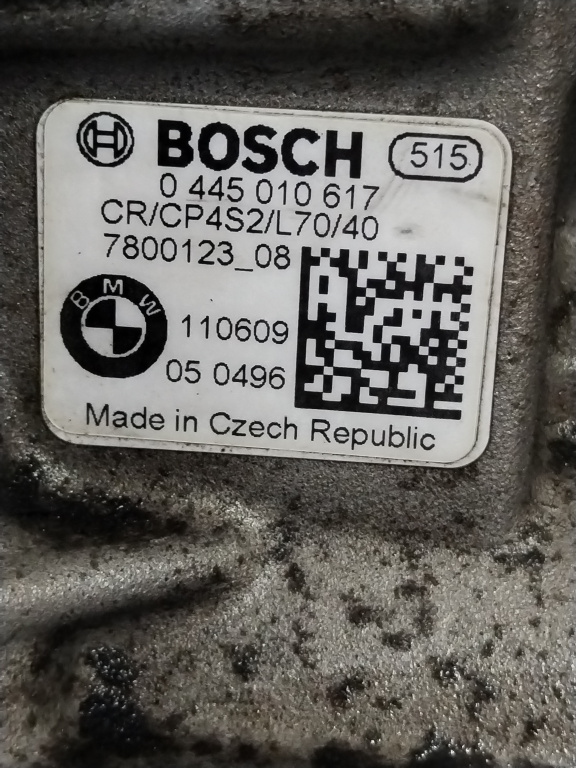 BOSCH 515
0 445 010 617
CR/CP4S2/L70/40
7800123_08
BMW
110609
05 0496
Made in Czech Republic